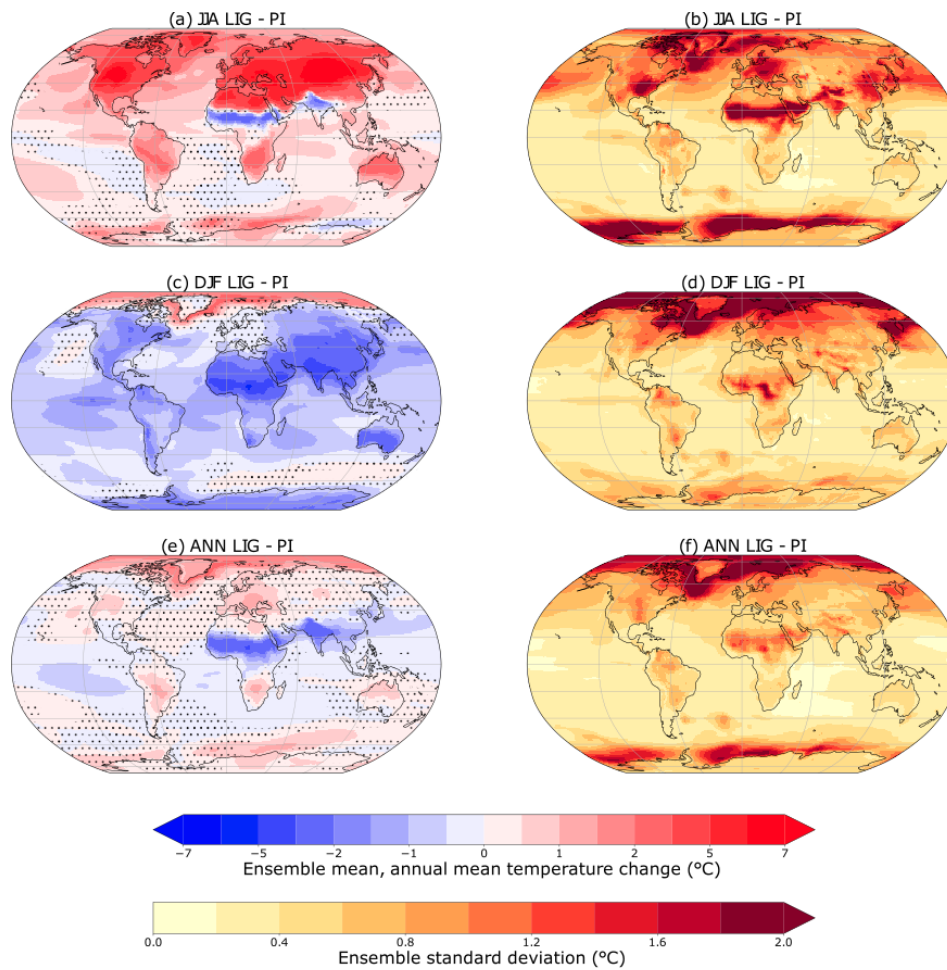 (a) JJA LIG - PI
(b) JJA LIG - PI
(c) DJF LIG - PI
(d) DJF LIG - PI
(e) ANN LIG - PI
(f) ANN LIG - PI
−7 −5 −2 −1 0 1 2 5 7
Ensemble mean, annual mean temperature change (°C)
0.0 0.4 0.8 1.2 1.6 2.0
Ensemble standard deviation (°C)